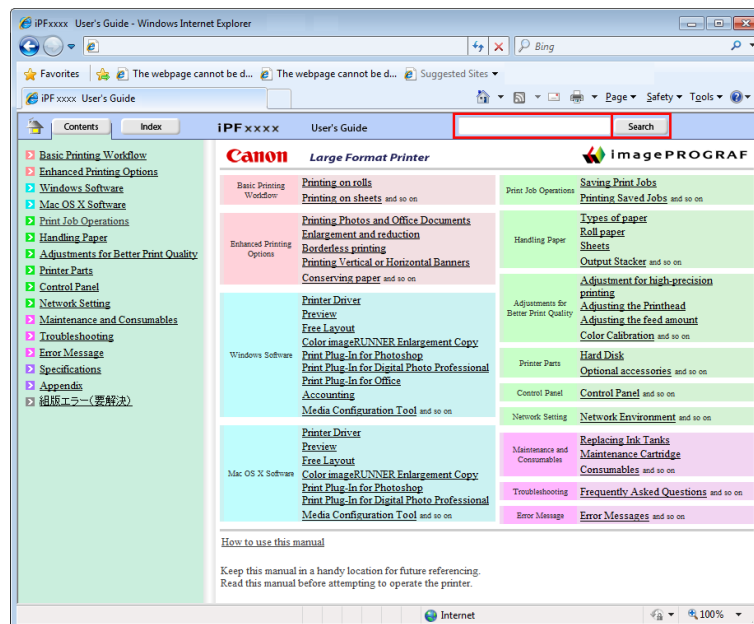 iPFxxxx User's Guide - Windows Internet Explorer
Bing
Favorites
The webpage cannot be d...
The webpage cannot be d...
Suggested Sites
iPF xxxx User's Guide
Page
Safety
Tools
Contents
Index
iPF xxxx
User's Guide
Search
Basic Printing Workflow
Enhanced Printing Options
Windows Software
Mac OS X Software
Print Job Operations
Handling Paper
Adjustments for Better Print Quality
Printer Parts
Control Panel
Network Setting
Maintenance and Consumables
Troubleshooting
Error Message
Specifications
Appendix
組版エラー(要解決)
Canon Large Format Printer
imagePROGRAF
Basic Printing
Workflow
Printing on rolls
Printing on sheets and so on
Enhanced Printing
Options
Printing Photos and Office Documents
Enlargement and reduction
Borderless printing
Printing Vertical or Horizontal Banners
Conserving paper and so on
Windows Software
Printer Driver
Preview
Free Layout
Color imageRUNNER Enlargement Copy
Print Plug-In for Photoshop
Print Plug-In for Digital Photo Professional
Print Plug-In for Office
Accounting
Media Configuration Tool and so on
Mac OS X Software
Printer Driver
Preview
Free Layout
Color imageRUNNER Enlargement Copy
Print Plug-In for Photoshop
Print Plug-In for Digital Photo Professional
Media Configuration Tool and so on
Print Job Operations
Saving Print Jobs
Printing Saved Jobs and so on
Handling Paper
Types of paper
Roll paper
Sheets
Output Stacker and so on
Adjustments for
Better Print Quality
Adjustment for high-precision
printing
Adjusting the Printhead
Adjusting the feed amount
Color Calibration and so on
Printer Parts
Hard Disk
Optional accessories and so on
Control Panel
Control Panel and so on
Network Setting
Network Environment and so on
Maintenance and
Consumables
Replacing Ink Tanks
Maintenance Cartridge
Consumables and so on
Troubleshooting
Frequently Asked Questions and so on
Error Message
Error Messages and so on
How to use this manual
Keep this manual in a handy location for future referencing.
Read this manual before attempting to operate the printer.
Internet
100%